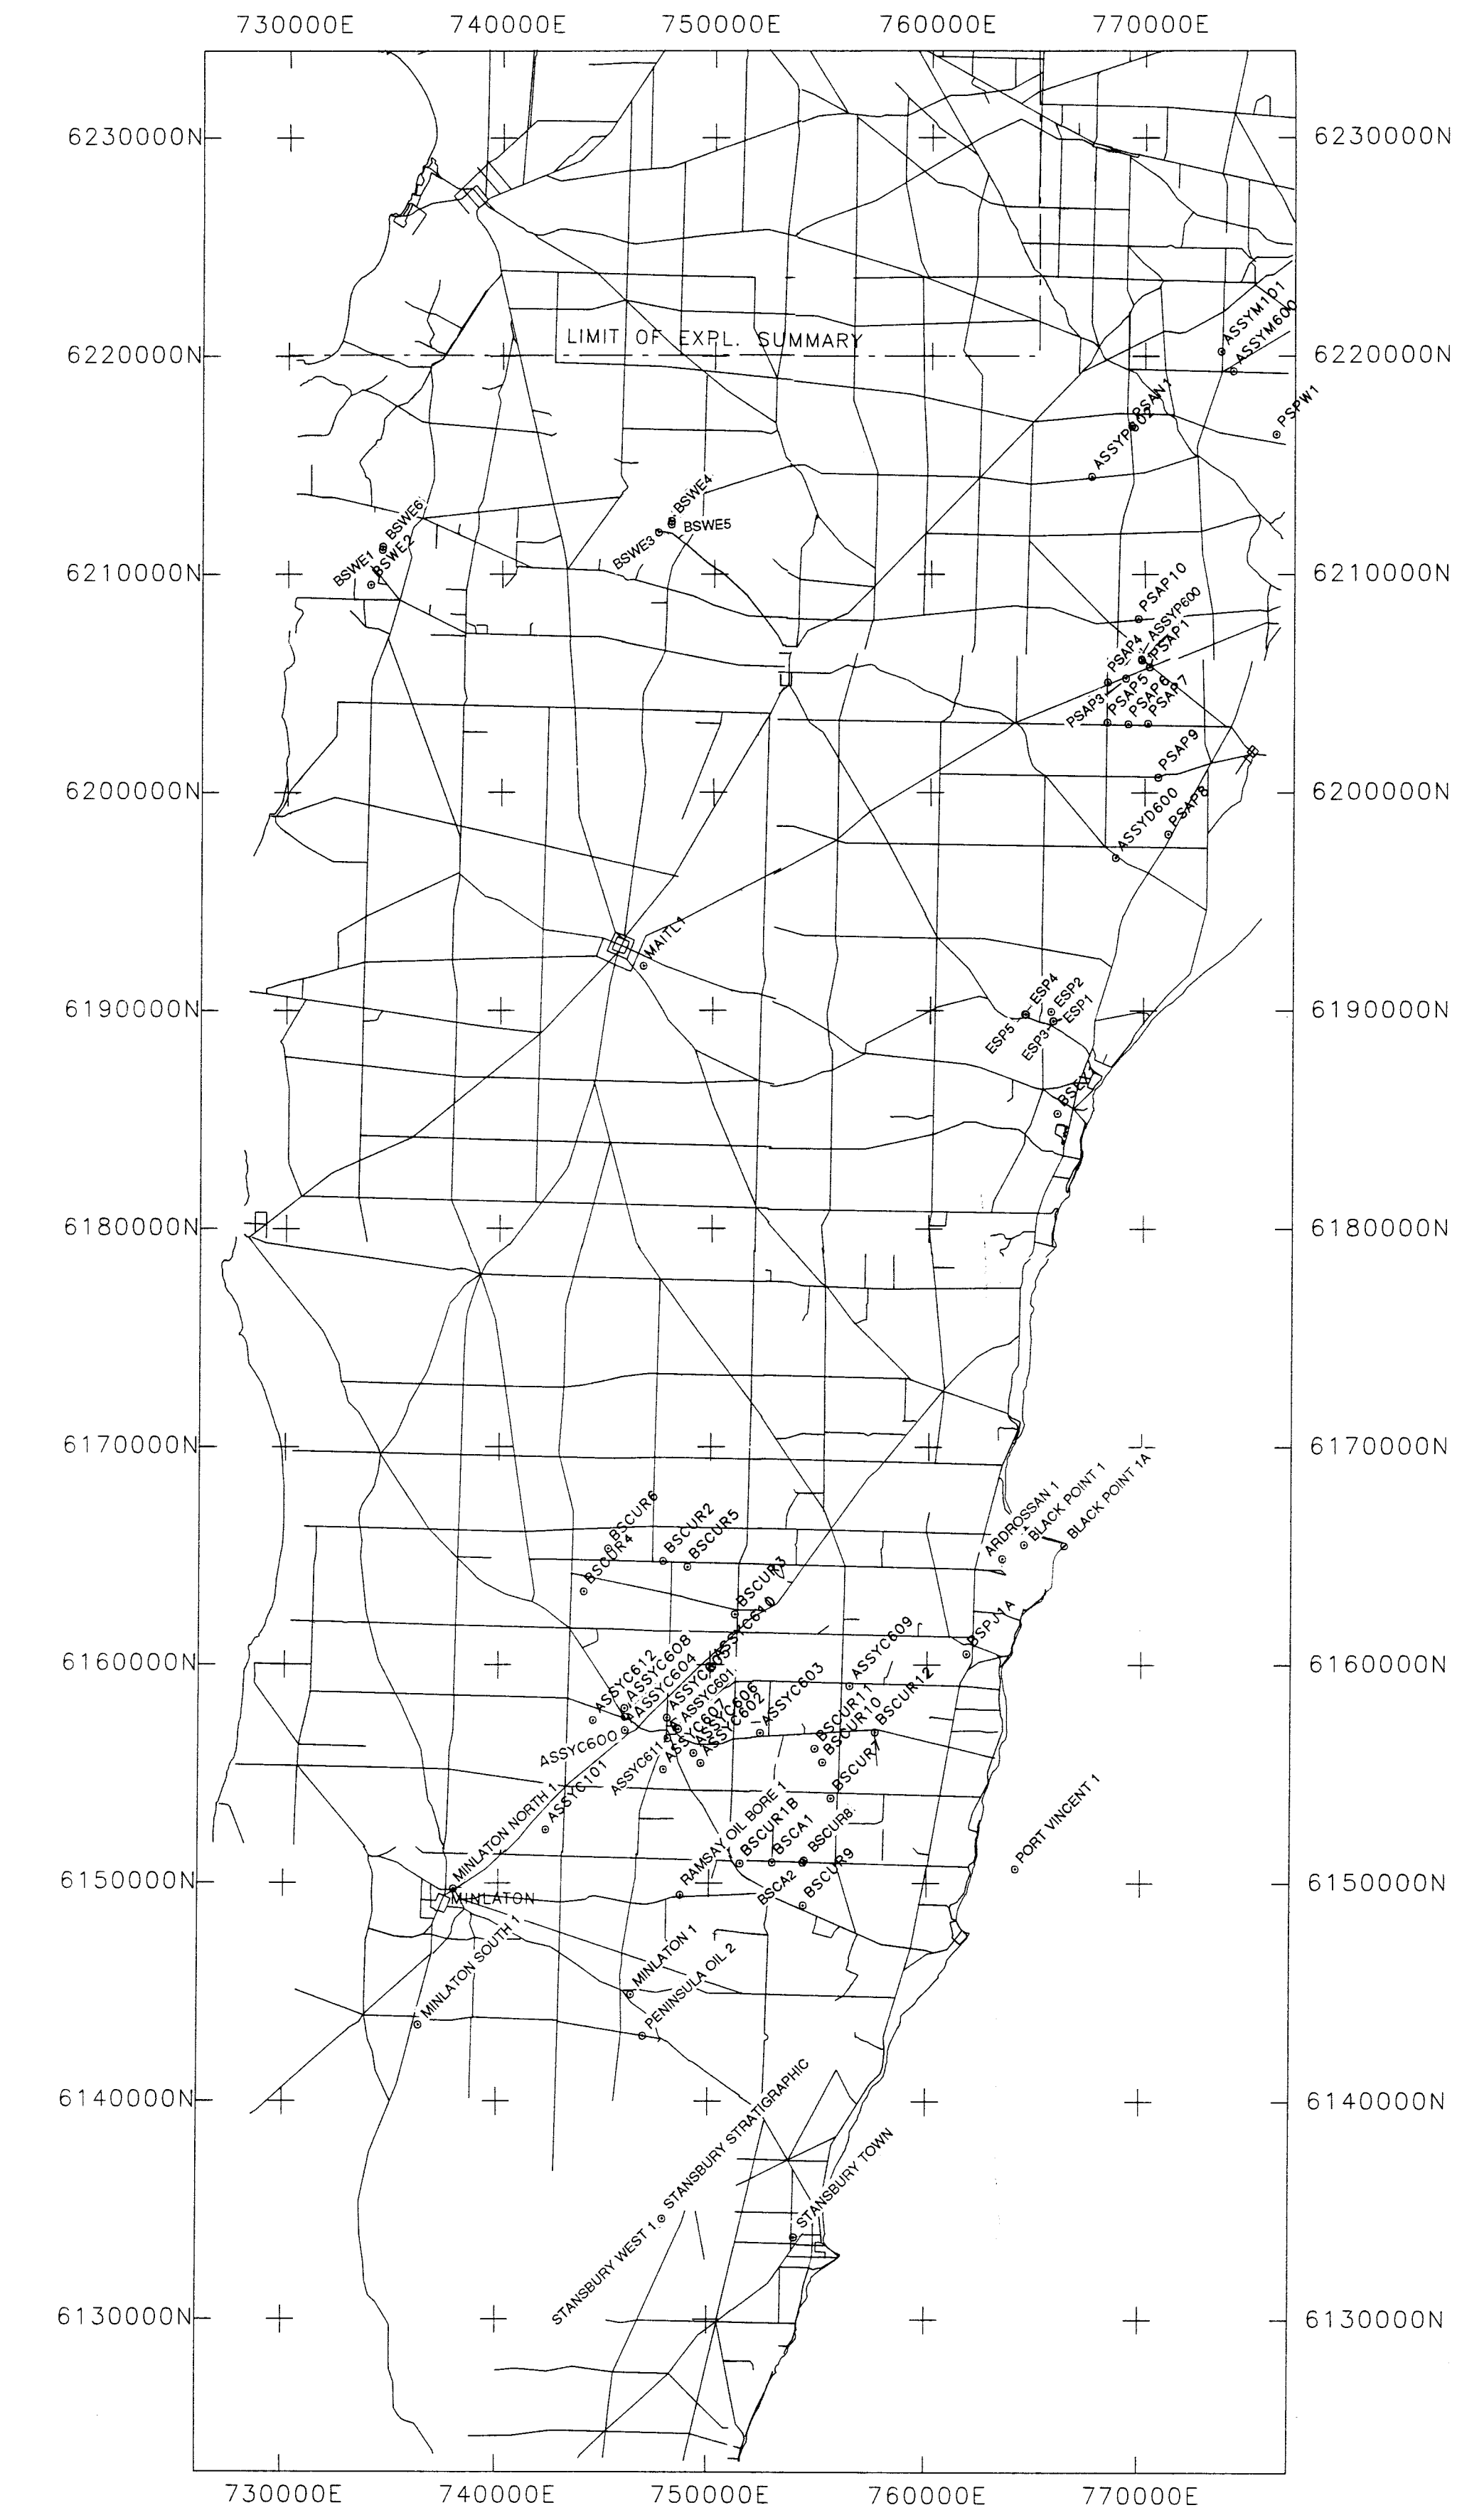 730000E 740000E 750000E 760000E 770000E
6230000N 6230000N
ASSYM101
ASSYM600
LIMIT OF EXPL. SUMMARY
6220000N 6220000N
PSPW1
PSAN1
ASSYP602
BSWE4
BSWE5
BSWE3
BSWE6
BSWE2
BSWE1
6210000N 6210000N
PSAP10
ASSYP600
PSAP1
PSAP4
PSAP5
PSAP6
PSAP7
PSAP3
PSAP9
6200000N 6200000N
ASSYD600
PSAP8
MAITL1
ESP4
ESP2
ESP1
ESP5
ESP3
6190000N 6190000N
6180000N 6180000N
6170000N 6170000N
ARDROSSAN 1
BLACK POINT 1
BLACK POINT 1A
BSCUR6
BSCUR2
BSCUR5
BSCUR4
BSCUR3
ASSYC610
BSPJ1A
ASSYC609
6160000N 6160000N
ASSYC612
ASSYC608
ASSYC604
ASSYC601
ASSYC606
ASSYC602
ASSYC603
ASSYC607
ASSYC600
ASSYC611
BSCUR11
BSCUR10
BSCUR12
BSCUR7
ASSYC101
MINLATON NORTH 1
RAMSAY OIL BORE 1
BSCUR1B
BSCA1
BSCUR8
PORT VINCENT 1
6150000N 6150000N
MINLATON
BSCA2
BSCUR9
MINLATON SOUTH 1
MINLATON 1
PENINSULA OIL 2
6140000N 6140000N
STANSBURY STRATIGRAPHIC
STANSBURY TOWN
STANSBURY WEST 1
6130000N 6130000N
730000E 740000E 750000E 760000E 770000E